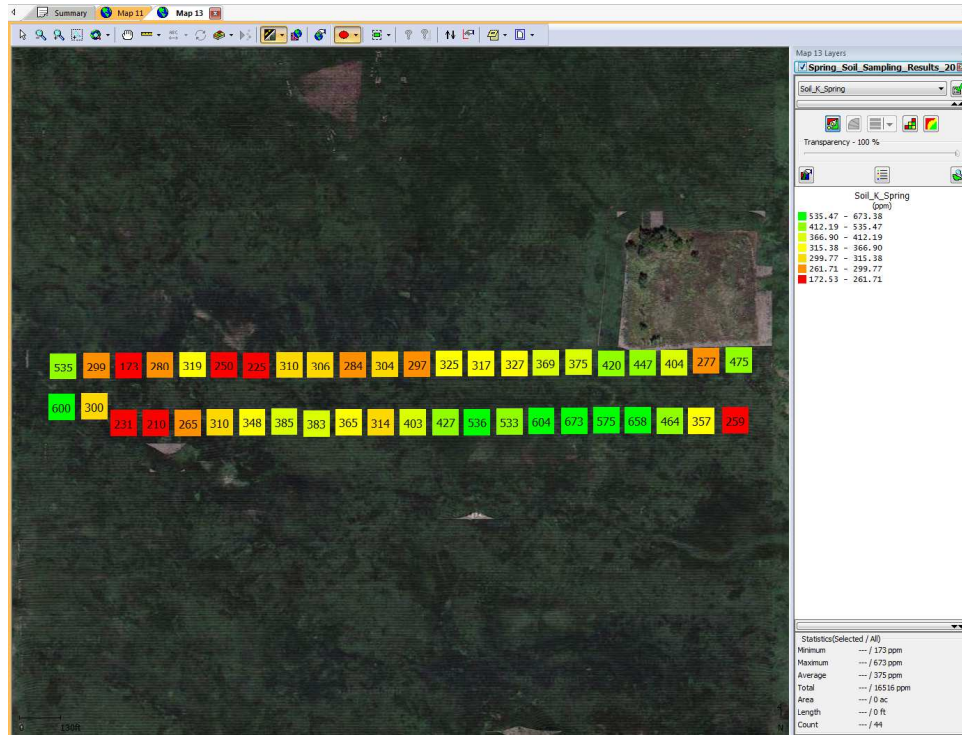 Summary Map 11 Map 13
Map 13 Layers
Spring_Soil_Sampling_Results_20
Soil_K_Spring
Transparency - 100 %
Soil_K_Spring
(ppm)
535.47 - 673.38
412.19 - 535.47
366.90 - 412.19
315.38 - 366.90
299.77 - 315.38
261.71 - 299.77
172.53 - 261.71
535 299 173 280 319 250 225 310 306 284 304 297 325 317 327 369 375 420 447 404 277 475
600 300
231 210 265 310 348 385 383 365 314 403 427 536 533 604 673 575 658 464 357 259
Statistics(Selected / All)
Minimum --- / 173 ppm
Maximum --- / 673 ppm
Average --- / 375 ppm
Total --- / 16516 ppm
Area --- / 0 ac
Length --- / 0 ft
Count --- / 44